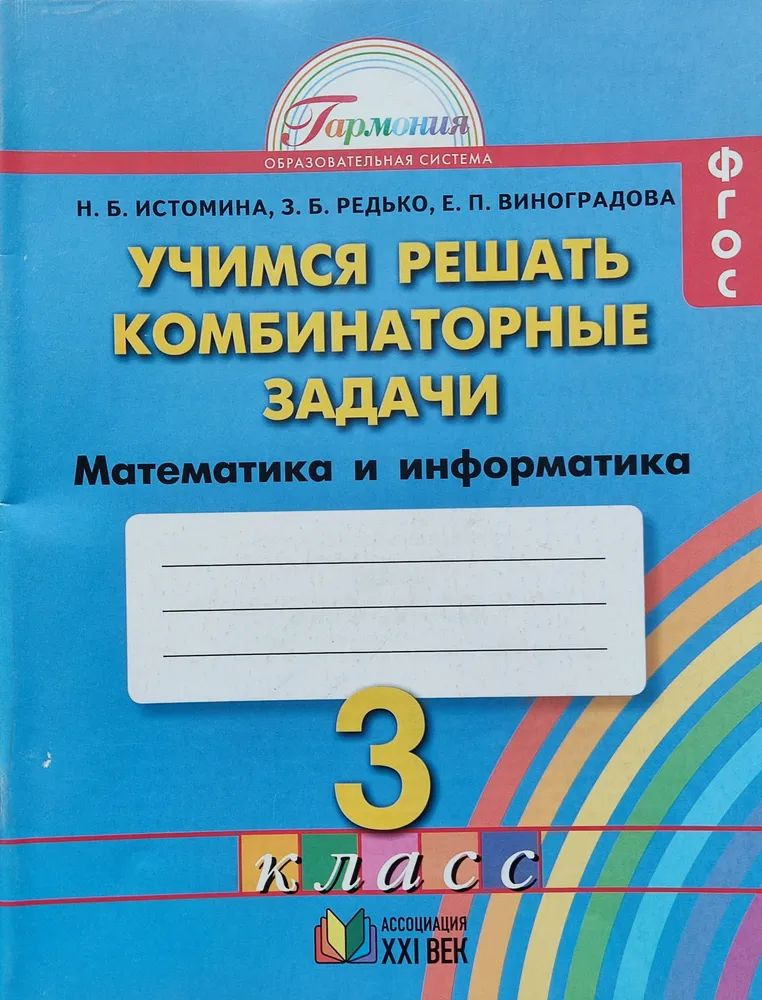 Гармония
ОБРАЗОВАТЕЛЬНАЯ СИСТЕМА
ФГОС
Н. Б. ИСТОМИНА, З. Б. РЕДЬКО, Е. П. ВИНОГРАДОВА
УЧИМСЯ РЕШАТЬ
КОМБИНАТОРНЫЕ
ЗАДАЧИ
Математика и информатика
3
класс
АССОЦИАЦИЯ
XXI ВЕК